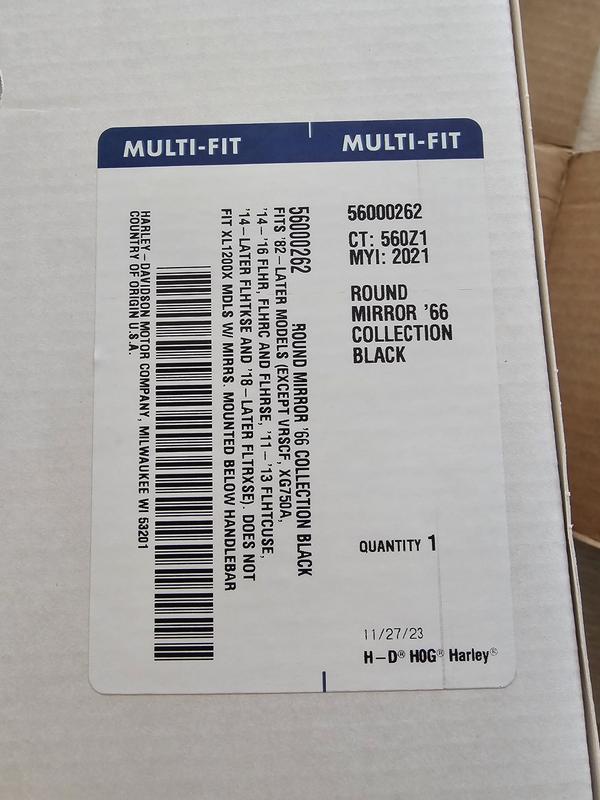 MULTI-FIT
MULTI-FIT
56000262
CT: 560Z1
MYI: 2021
ROUND
MIRROR '66
COLLECTION
BLACK
QUANTITY 1
11/27/23
H-D® HOG® Harley®
56000262 ROUND MIRROR '66 COLLECTION BLACK
FITS '82-LATER MODELS (EXCEPT VRSCF, XG750A,
'14-'16 FLHR, FLHRC AND FLHRSE, '11-'13 FLHTCUSE,
'14-LATER FLHTKSE AND '18-LATER FLTRXSE). DOES NOT
FIT XL1200X MDLS W/ MIRRS. MOUNTED BELOW HANDLEBAR
HARLEY-DAVIDSON MOTOR COMPANY, MILWAUKEE WI 53201
COUNTRY OF ORIGIN U.S.A.